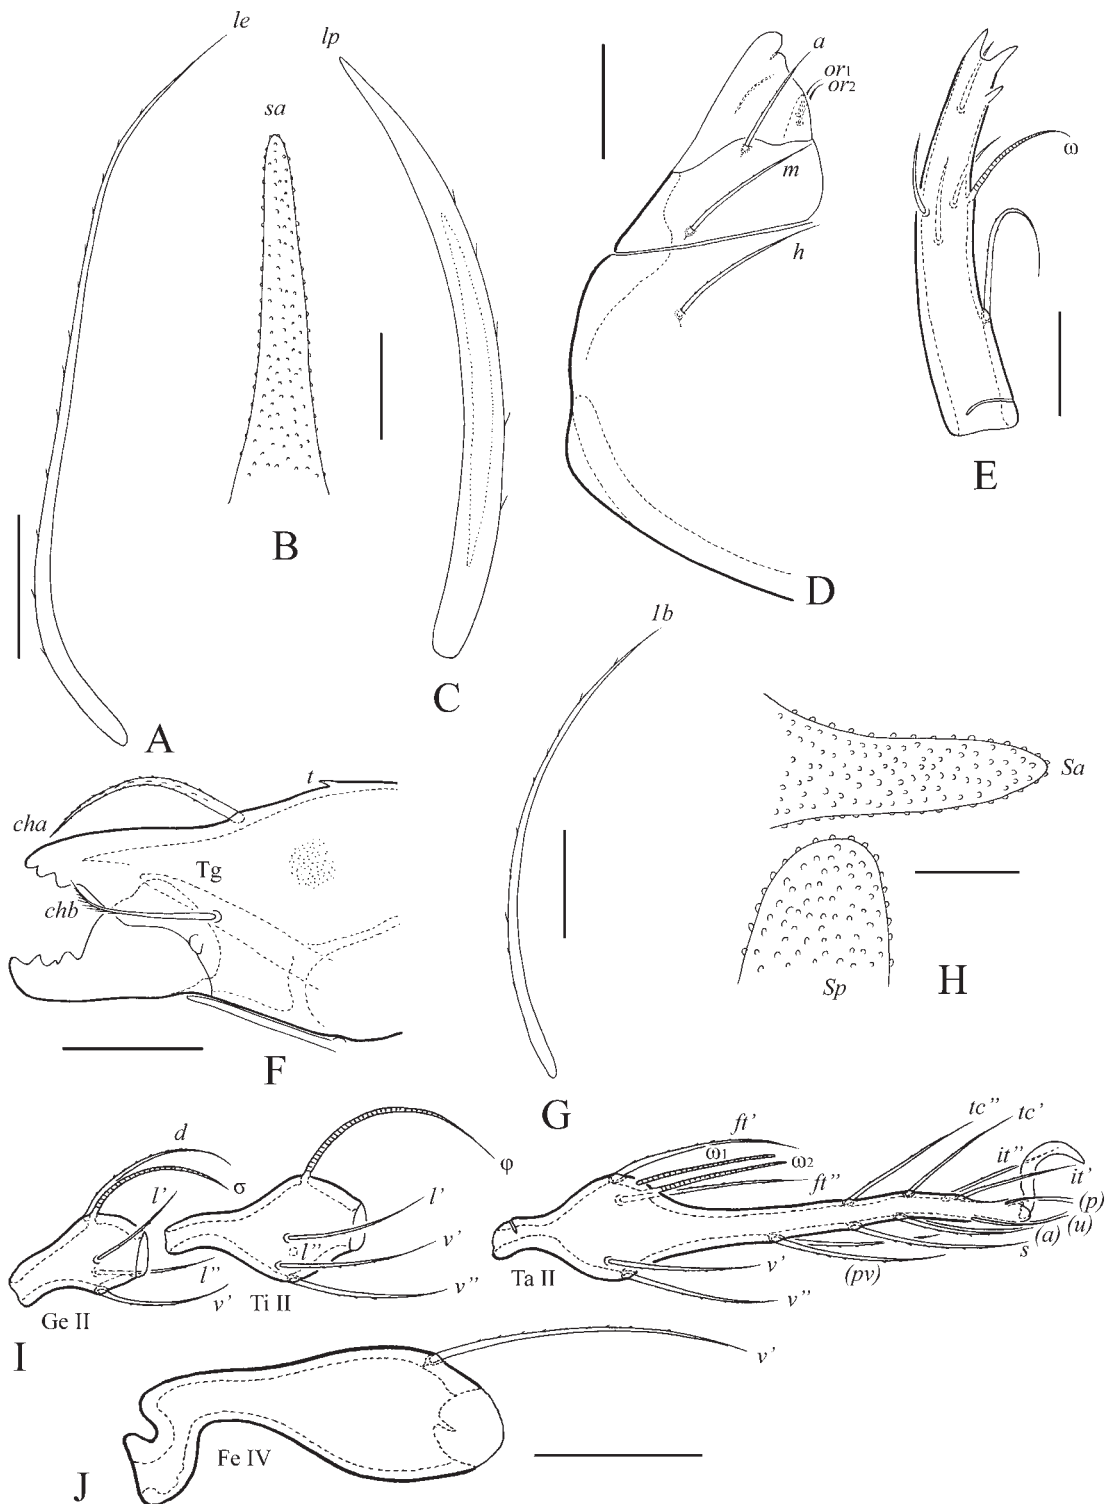 le
lp
sa
a
or1
or2
m
h
ω
A
B
C
D
E
1b
t
cha
Tg
chb
F
G
Sa
Sp
H
d
σ
l’
l’’
v’
Ge II
φ
l’
l’’
v’
v’’
Ti II
ft’
ω1
ω2
ft’’
tc’’
tc’
it’’
it’
(p)
(u)
(a)
s
(pv)
v’
v’’
Ta II
I
v’
Fe IV
J